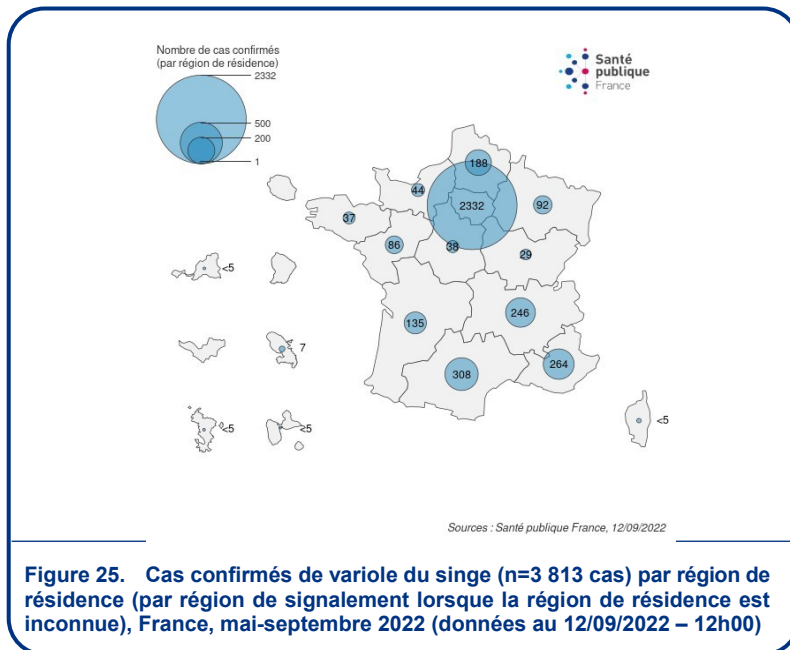 Nombre de cas confirmés
(par région de résidence)
2332
500
200
1
Santé
publique
France
188
44
2332
92
37
86
38
29
<5
246
135
7
264
308
<5
<5
<5
Sources : Santé publique France, 12/09/2022
Figure 25. Cas confirmés de variole du singe (n=3 813 cas) par région de
résidence (par région de signalement lorsque la région de résidence est
inconnue), France, mai-septembre 2022 (données au 12/09/2022 – 12h00)